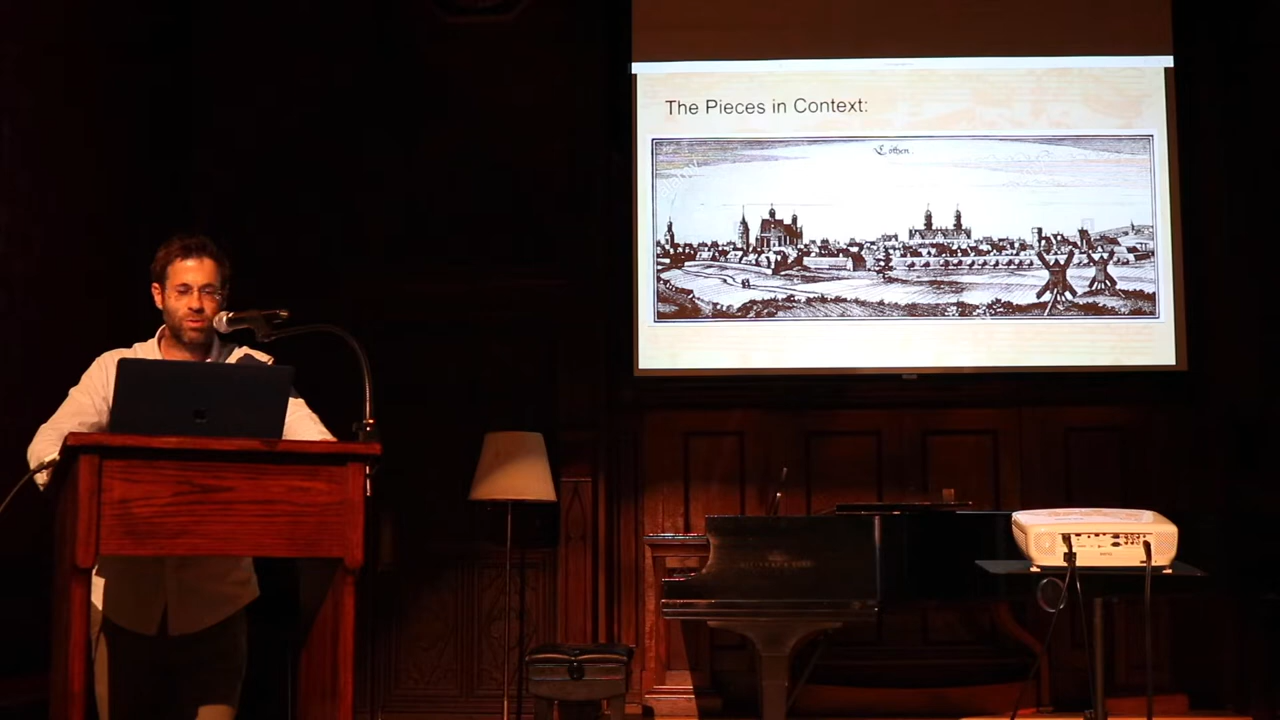 The Pieces in Context:
Cöthen.